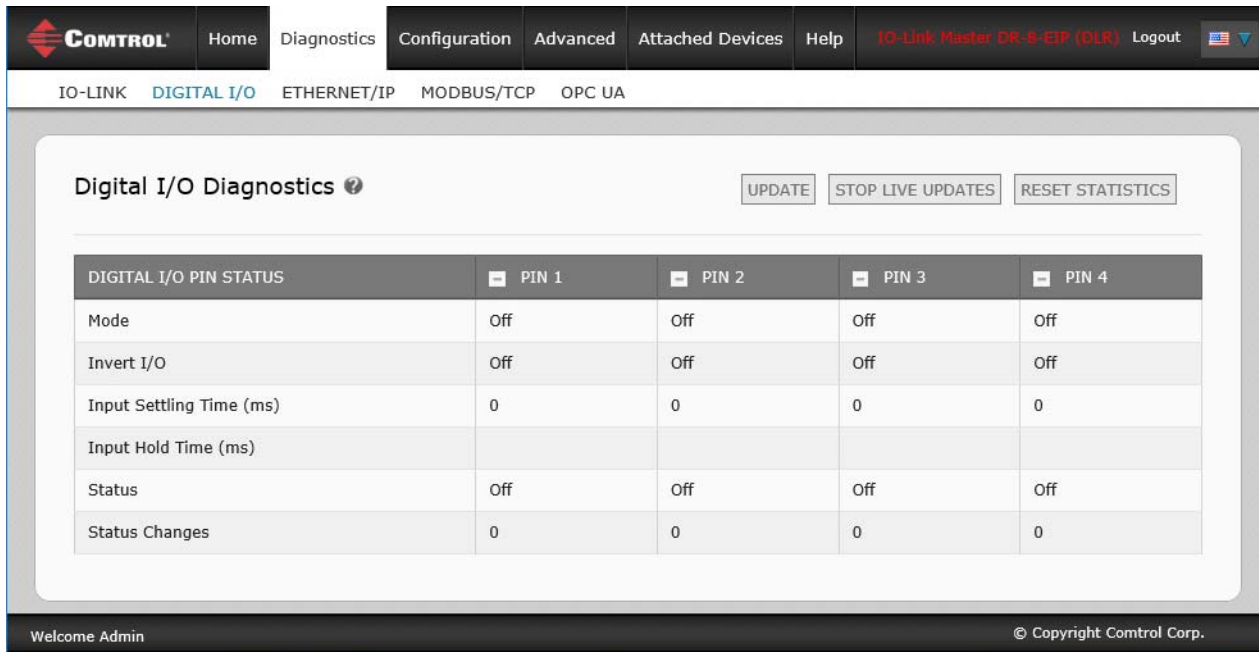 COMTROL Home Diagnostics Configuration Advanced Attached Devices Help IO-Link Master DR-8-EIP (DLR) Logout
IO-LINK DIGITAL I/O ETHERNET/IP MODBUS/TCP OPC UA
Digital I/O Diagnostics ? UPDATE STOP LIVE UPDATES RESET STATISTICS
DIGITAL I/O PIN STATUS PIN 1 PIN 2 PIN 3 PIN 4
Mode Off Off Off Off
Invert I/O Off Off Off Off
Input Settling Time (ms) 0 0 0 0
Input Hold Time (ms)
Status Off Off Off Off
Status Changes 0 0 0 0
Welcome Admin © Copyright Comtrol Corp.